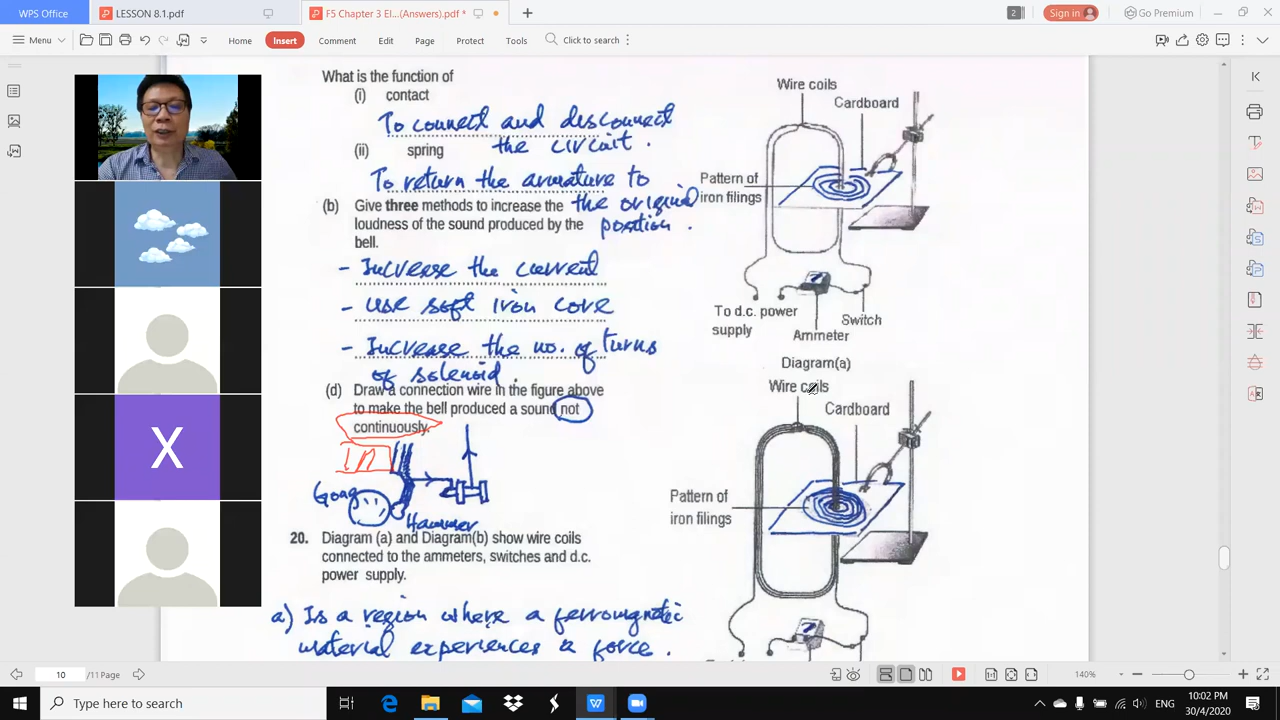 WPS Office
LESSON 8.1.pdf
F5 Chapter 3 El...(Answers).pdf *
2
Sign in
Go Premium
Menu
Home
Insert
Comment
Edit
Page
Protect
Tools
Click to search
What is the function of
(i) contact
To connect and disconnect
the circuit.
(ii) spring
To return the armature to
the original
position.
(b) Give three methods to increase the
loudness of the sound produced by the
bell.
- Increase the current
- use soft iron core
- Increase the no. of turns
of solenoid.
(d) Draw a connection wire in the figure above
to make the bell produced a sound not
continuously.
Gong
Hammer
20. Diagram (a) and Diagram(b) show wire coils
connected to the ammeters, switches and d.c.
power supply.
a) Is a region where a ferromagnetic
material experiences a force.
Wire coils
Cardboard
Pattern of
iron filings
To d.c. power
supply
Ammeter
Switch
Diagram(a)
Wire coils
Cardboard
Pattern of
iron filings
X
10
/11 Page
140%
Type here to search
ENG
10:02 PM
30/4/2020